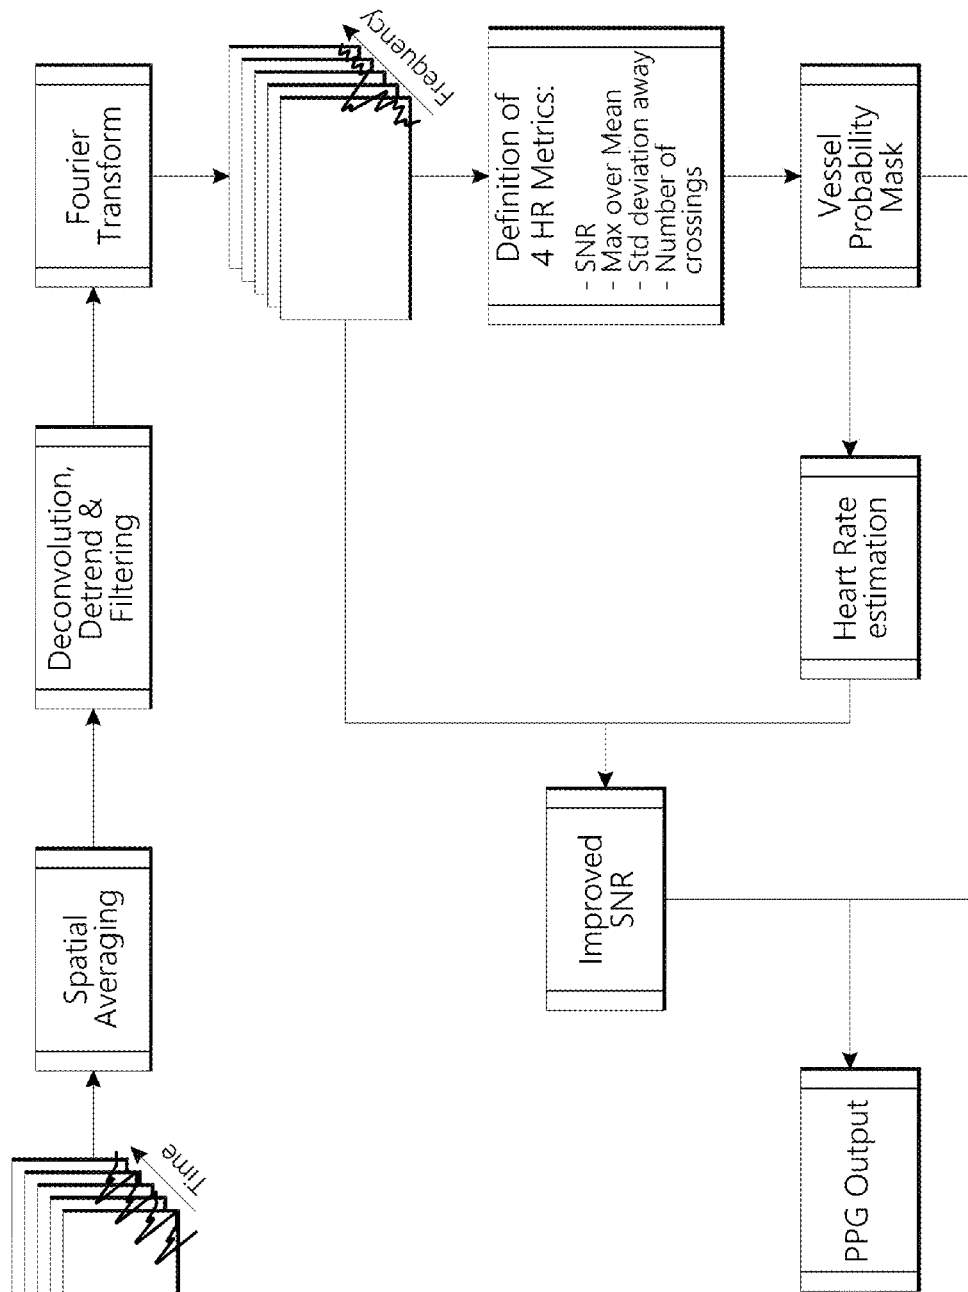 Time
Spatial
Averaging
Deconvolution,
Detrend &
Filtering
Fourier
Transform
Frequency
Definition of
4 HR Metrics:
- SNR
- Max over Mean
- Std deviation away
- Number of
crossings
Vessel
Probability
Mask
Heart Rate
estimation
Improved
SNR
PPG Output